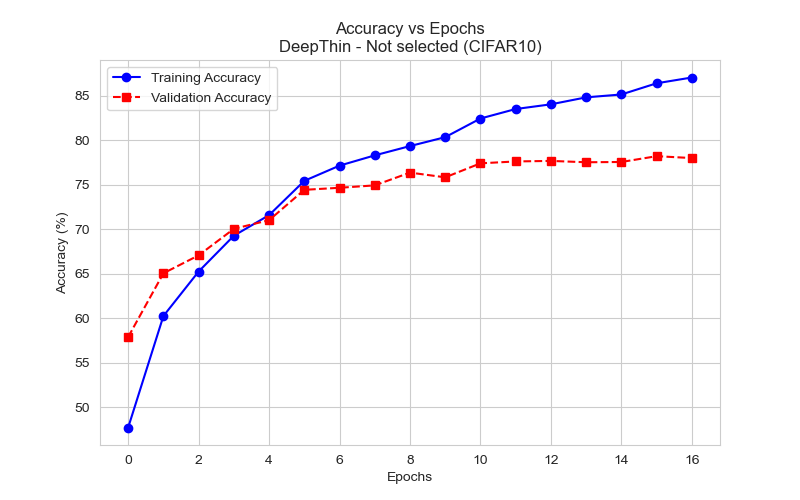 Accuracy vs Epochs
DeepThin - Not selected (CIFAR10)
Training Accuracy
Validation Accuracy
Accuracy (%)
85
80
75
70
65
60
55
50
0 2 4 6 8 10 12 14 16
Epochs